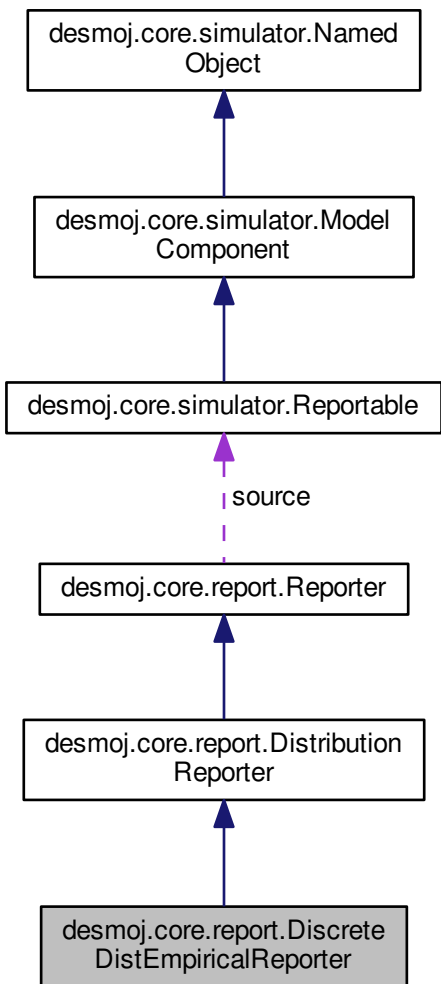 desmoj.core.simulator.Named
Object
desmoj.core.simulator.Model
Component
desmoj.core.simulator.Reportable
source
desmoj.core.report.Reporter
desmoj.core.report.Distribution
Reporter
desmoj.core.report.Discrete
DistEmpiricalReporter